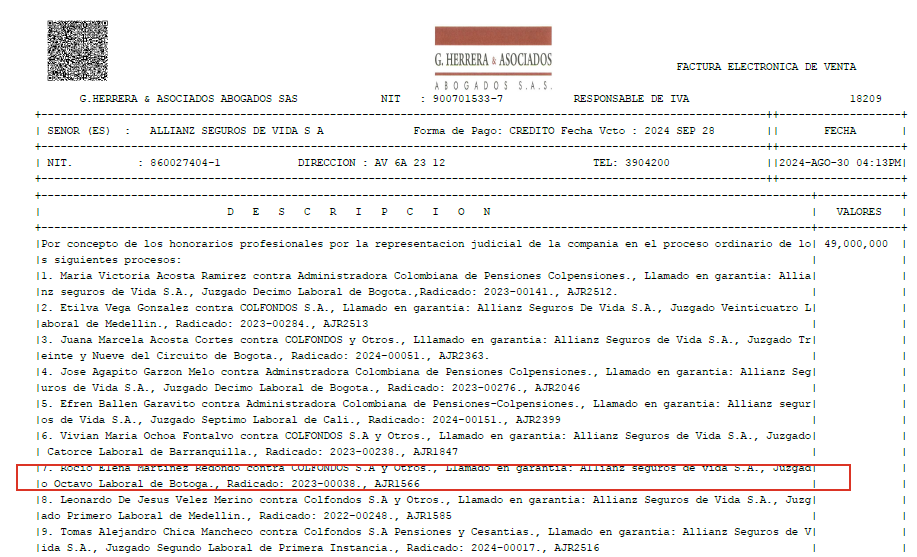 G. HERRERA & ASOCIADOS
ABOGADOS S.A.S.
FACTURA ELECTRONICA DE VENTA
G.HERRERA & ASOCIADOS ABOGADOS SAS NIT : 900701533-7 RESPONSABLE DE IVA 18209
SENOR (ES) : ALLIANZ SEGUROS DE VIDA S A Forma de Pago: CREDITO Fecha Vcto : 2024 SEP 28 FECHA
NIT. : 860027404-1 DIRECCION : AV 6A 23 12 TEL: 3904200 2024-AGO-30 04:13PM
D E S C R I P C I O N VALORES
Por concepto de los honorarios profesionales por la representacion judicial de la compania en el proceso ordinario de lo 49,000,000
s siguientes procesos:
1. Maria Victoria Acosta Ramirez contra Administradora Colombiana de Pensiones Colpensiones., Llamado en garantia: Allia
nz seguros de Vida S.A., Juzgado Decimo Laboral de Bogota.,Radicado: 2023-00141., AJR2512.
2. Etilva Vega Gonzalez contra COLFONDOS S.A., Llamado en garantia: Allianz Seguros De Vida S.A., Juzgado Veinticuatro L
aboral de Medellin., Radicado: 2023-00284., AJR2513
3. Juana Marcela Acosta Cortes contra COLFONDOS y Otros., Lllamado en garantia: Allianz Seguros de Vida S.A., Juzgado Tr
einte y Nueve del Circuito de Bogota., Radicado: 2024-00051., AJR2363.
4. Jose Agapito Garzon Melo contra Adminstradora Colombiana de Pensiones Colpensiones., Llamado en garantia: Allianz Seg
uros de Vida S.A., Juzgado Decimo Laboral de Bogota., Radicado: 2023-00276., AJR2046
5. Efren Ballen Garavito contra Administradora Colombiana de Pensiones-Colpensiones., Llamado en garantia: Allianz segur
os de Vida S.A., Juzgado Septimo Laboral de Cali., Radicado: 2024-00151., AJR2399
6. Vivian Maria Ochoa Fontalvo contra COLFONDOS S.A y Otros., Llamado en garantia: Allianz Seguros de Vida S.A., Juzgado
Catorce Laboral de Barranquilla., Radicado: 2023-00238., AJR1847
7. Rocio Elena Martinez Redondo contra COLFONDOS S.A y Otros., Llamado en garantia: Allianz seguros de Vida S.A., Juzgad
o Octavo Laboral de Botoga., Radicado: 2023-00038., AJR1566
8. Leonardo De Jesus Velez Merino contra Colfondos S.A y Otros., Llamado en garantia: Allianz Seguros de Vida S.A., Juzg
ado Primero Laboral de Medellin., Radicado: 2022-00248., AJR1585
9. Tomas Alejandro Chica Mancheco contra Colfondos S.A Pensiones y Cesantias., Llamado en garantia: Allianz Seguros de V
ida S.A., Juzgado Segundo Laboral de Primera Instancia., Radicado: 2024-00017., AJR2516